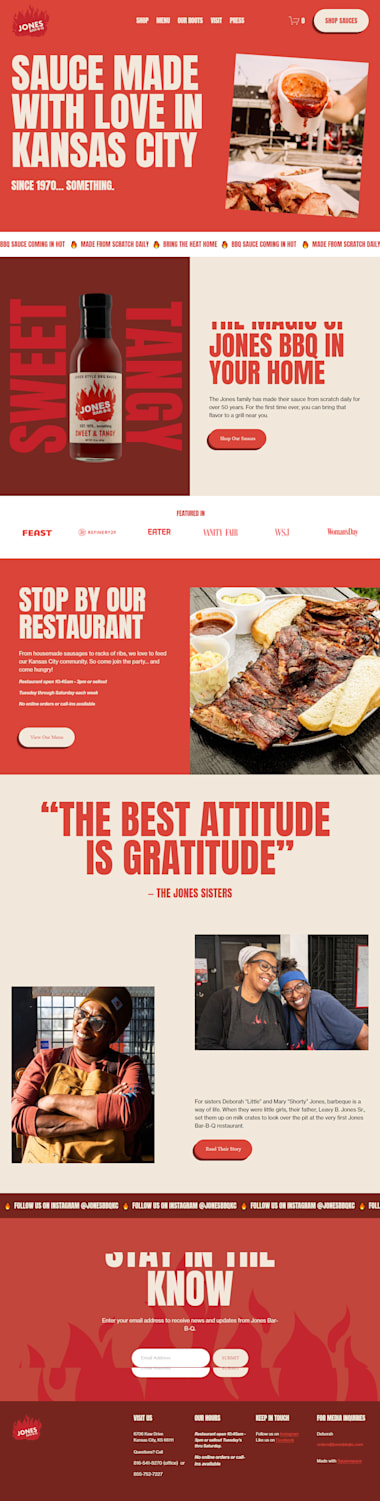 JONES
SHOP MENU OUR ROOTS VISIT PRESS
0
SHOP SAUCES
SAUCE MADE
WITH LOVE IN
KANSAS CITY
SINCE 1970... SOMETHING.
BBQ SAUCE COMING IN HOT 🔥 MADE FROM SCRATCH DAILY 🔥 BRING THE HEAT HOME 🔥 BBQ SAUCE COMING IN HOT 🔥 MADE FROM SCRATCH DAILY
SWEET
TANGY
JONES
SWEET & TANGY
THE MAGIC OF
JONES BBQ IN
YOUR HOME
The Jones family has made their sauce from scratch daily for
over 50 years. For the first time ever, you can bring that
flavor to a grill near you.
Shop Our Sauces
FEATURED IN
FEAST
REFINERY29
EATER
VANITY FAIR
WSJ
Woman'sDay
STOP BY OUR
RESTAURANT
From housemade sausages to racks of ribs, we love to feed
our Kansas City community. So come join the party... and
come hungry!
Restaurant open 10:45am - 3pm or sellout
Tuesday through Saturday each week
No online orders or call-ins available
View Our Menu
“THE BEST ATTITUDE
IS GRATITUDE”
– THE JONES SISTERS
For sisters Deborah "Little" and Mary "Shorty" Jones, barbeque is a
way of life. When they were little girls, their father, Leavy B. Jones Sr.,
set them up on milk crates to look over the pit at the very first Jones
Bar-B-Q restaurant.
Read Their Story
🔥 FOLLOW US ON INSTAGRAM @JONESBBQKC 🔥 FOLLOW US ON INSTAGRAM @JONESBBQKC 🔥 FOLLOW US ON INSTAGRAM @JONESBBQKC 🔥 FOLL
STAY IN THE
KNOW
Enter your email address to receive news and updates from Jones Bar-
B-Q.
Email Address
SUBMIT
JONES
VISIT US
6706 Kaw Drive
Kansas City, KS
Questions? Call
816-541-8270 (office) or
855-752-7227
OUR HOURS
Restaurant open 10:45am -
3pm or sellout Tuesday's
thru Saturday.
No online orders or call-
ins available
KEEP IN TOUCH
Follow us on Instagram
Like us on Facebook
FOR MEDIA INQUIRIES
Deborah
Made with Squarespace